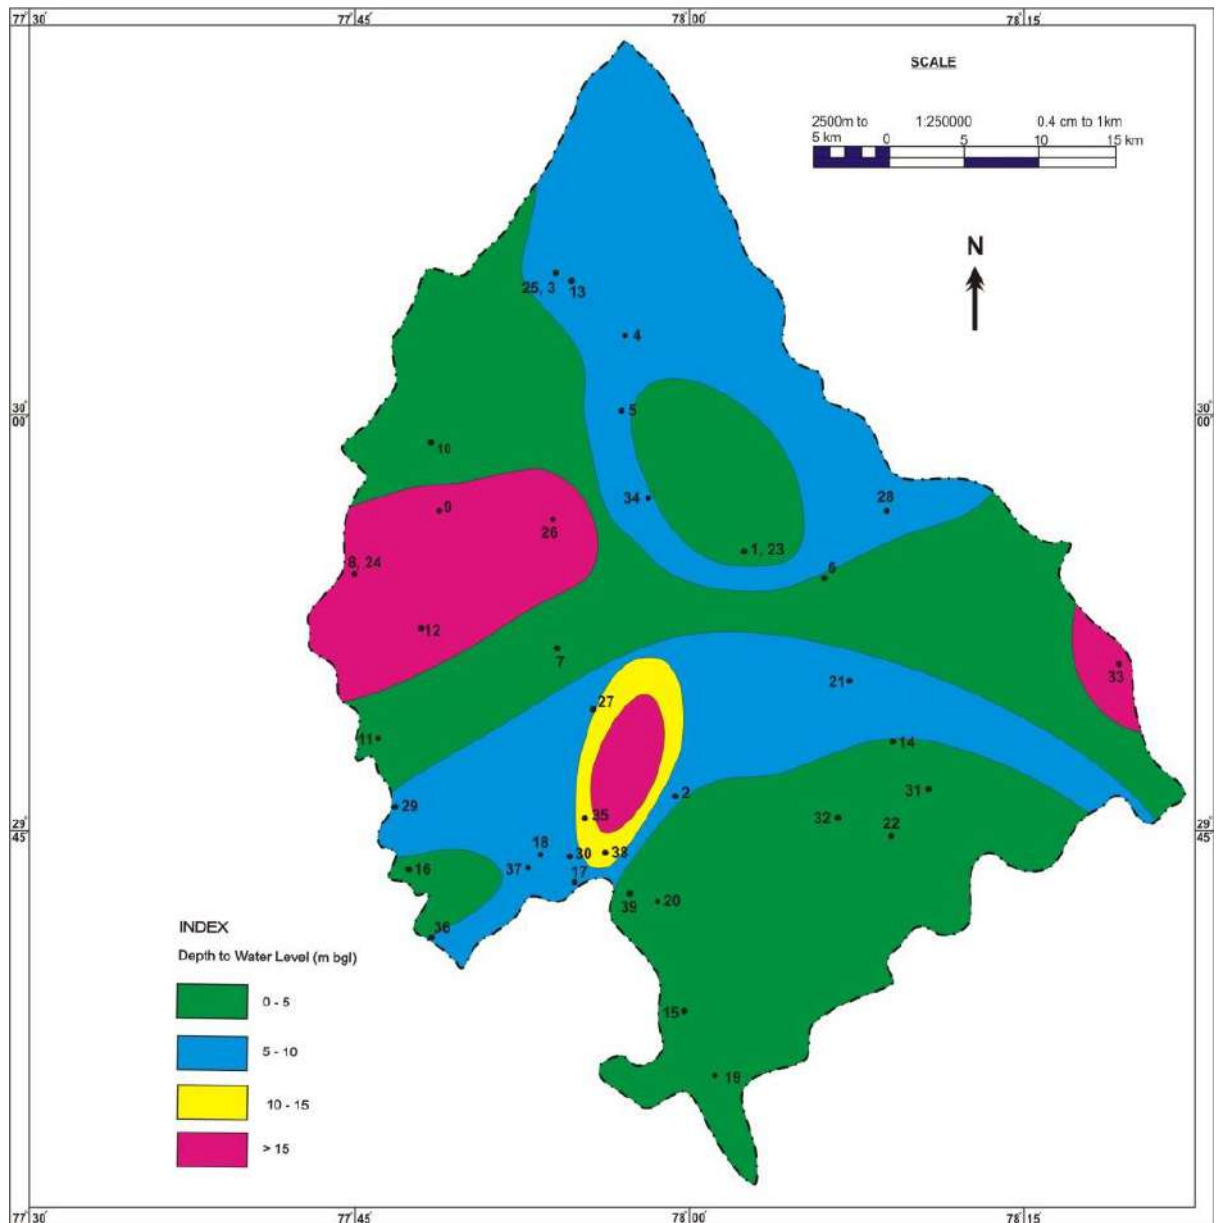 77° 30' 77° 45' 78° 00' 78° 15'
SCALE
2500m to 1:250000 0.4 cm to 1km
5 km 0 5 10 15 km
N
25, 3 13
4
30° 00' 30° 00'
5
10
34 28
9
26
1, 23
8, 24
6
12
7
33
21
27
11 14
2 31
29
35 32
29° 45' 29° 45'
22
18 30 38
37 17
16
39 20
36
INDEX
Depth to Water Level (m bgl)
0 - 5
15
5 - 10
19
10 - 15
> 15
77° 30' 77° 45' 78° 00' 78° 15'